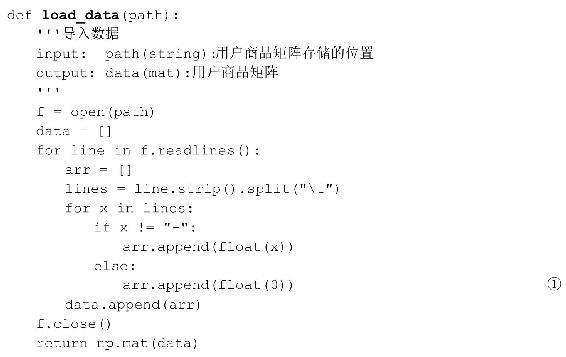 def load_data(path):
    '''导入数据
    input:  path(string):用户商品矩阵存储的位置
    output: data(mat):用户商品矩阵
    '''
    f = open(path)
    data = []
    for line in f.readlines():
        arr = []
        lines = line.strip().split("\t")
        for x in lines:
            if x != "-":
                arr.append(float(x))
            else:
                arr.append(float(0))    ①
        data.append(arr)
    f.close()
    return np.mat(data)